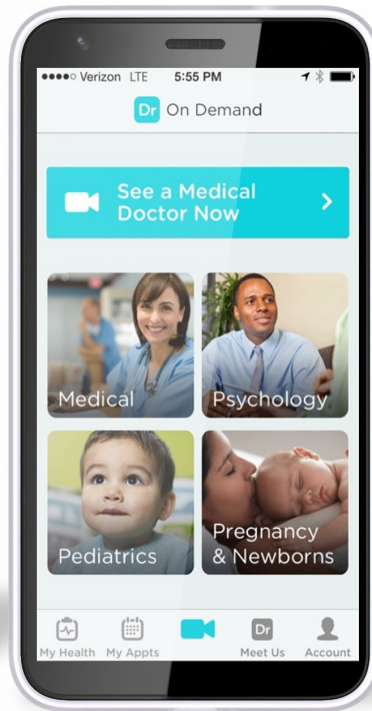 Verizon LTE 5:55 PM
Dr On Demand
See a Medical
Doctor Now
Medical
Psychology
Pediatrics
Pregnancy
& Newborns
My Health My Appts Dr Meet Us Account